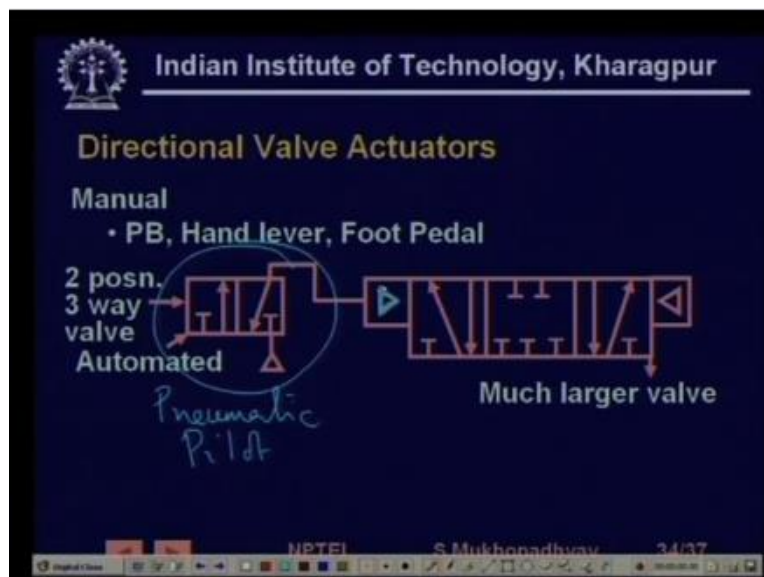 Indian Institute of Technology, Kharagpur
Directional Valve Actuators
Manual
• PB, Hand lever, Foot Pedal
2 posn.
3 way
valve
Automated
Much larger valve
Pneumatic
Pilot
NPTEL S.Mukhopadhyay 34/37